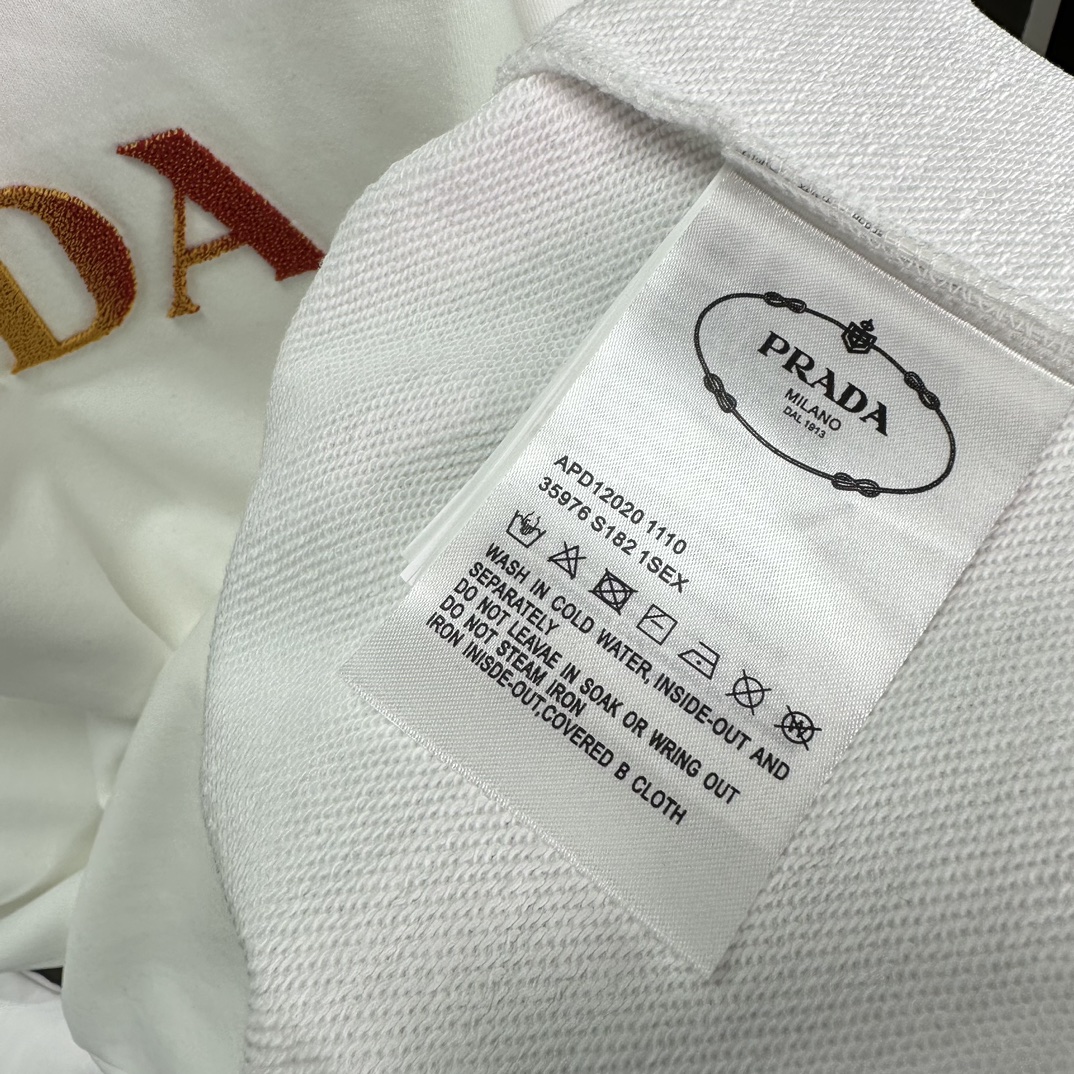 DA
PRADA
MILANO
DAL 1913
APD12020 1110
35976 S182 1SEX
WASH IN COLD WATER, INSIDE-OUT AND
SEPARATELY
DO NOT LEAVAE IN SOAK OR WRING OUT
DO NOT STEAM IRON
IRON INISDE-OUT,COVERED B CLOTH